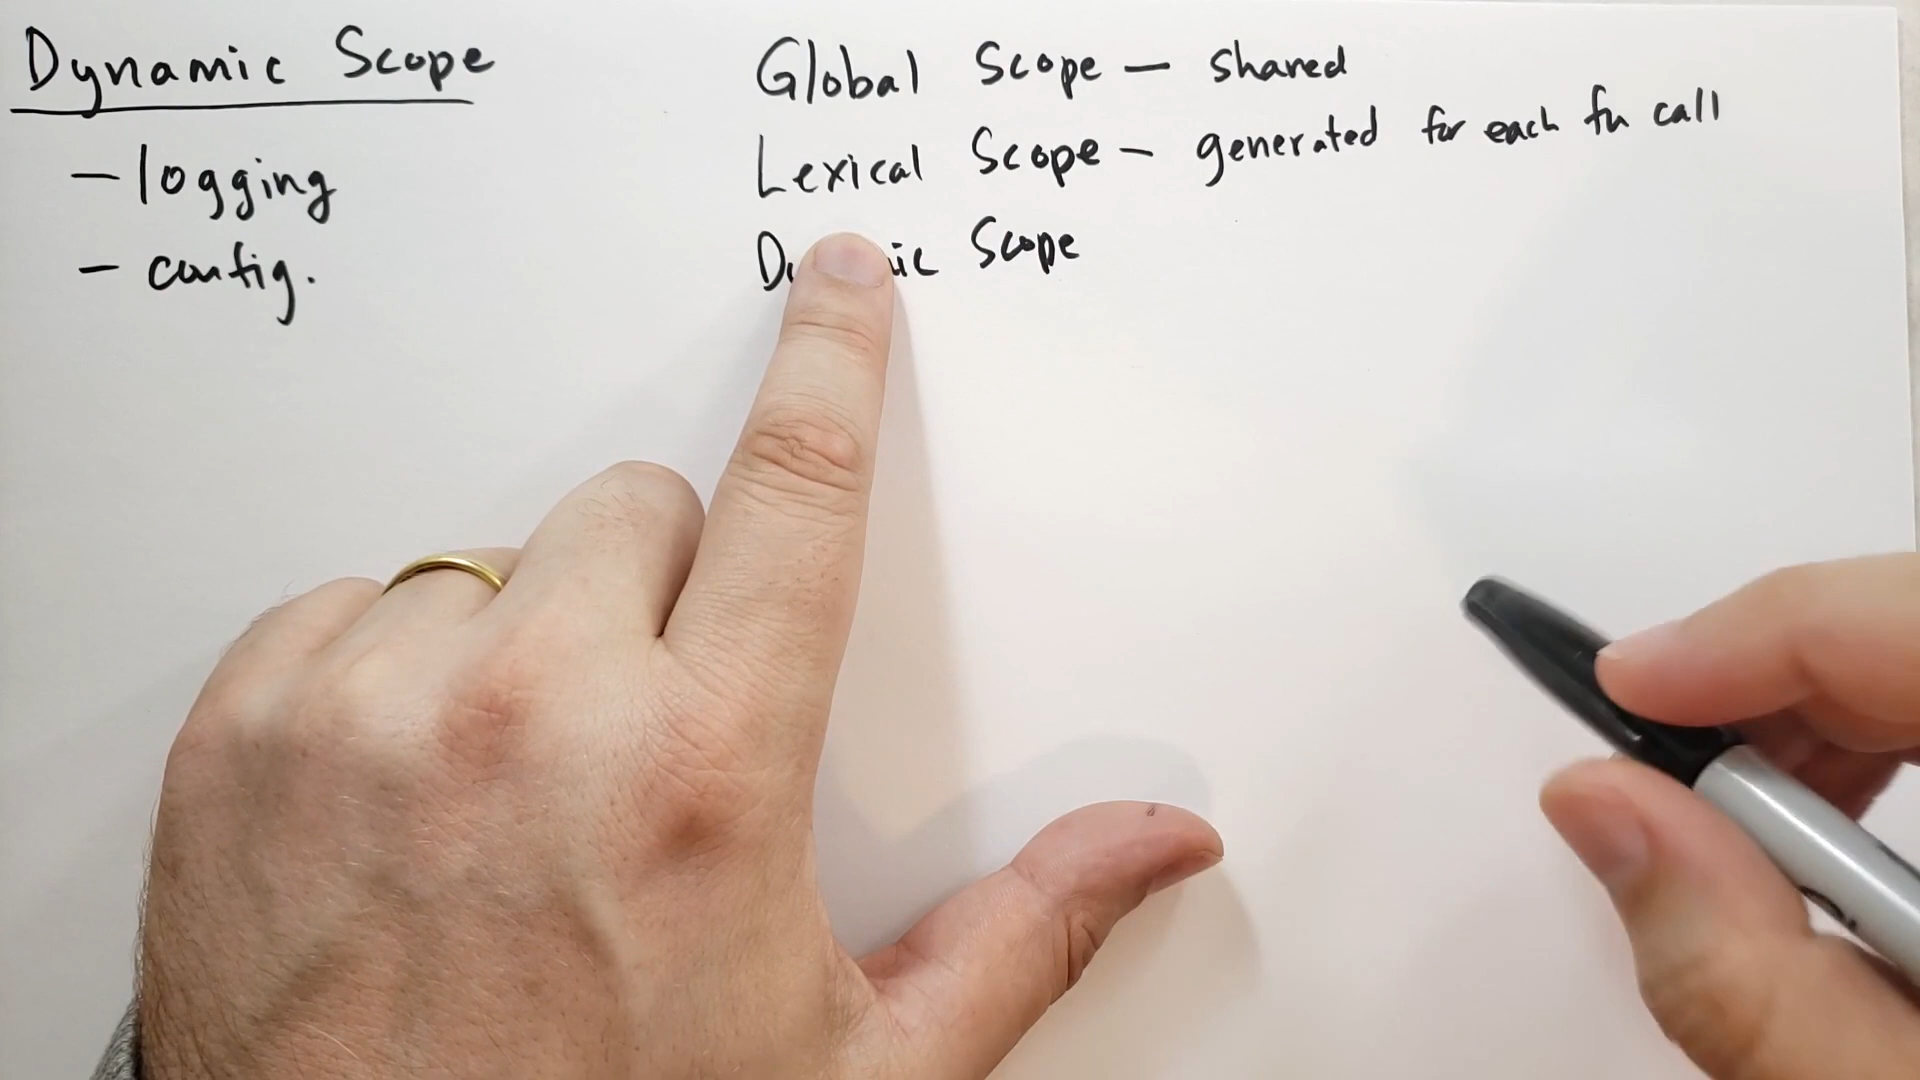 Dynamic Scope
- logging
- config.
Global Scope - shared
Lexical Scope - generated for each fn call
Scope